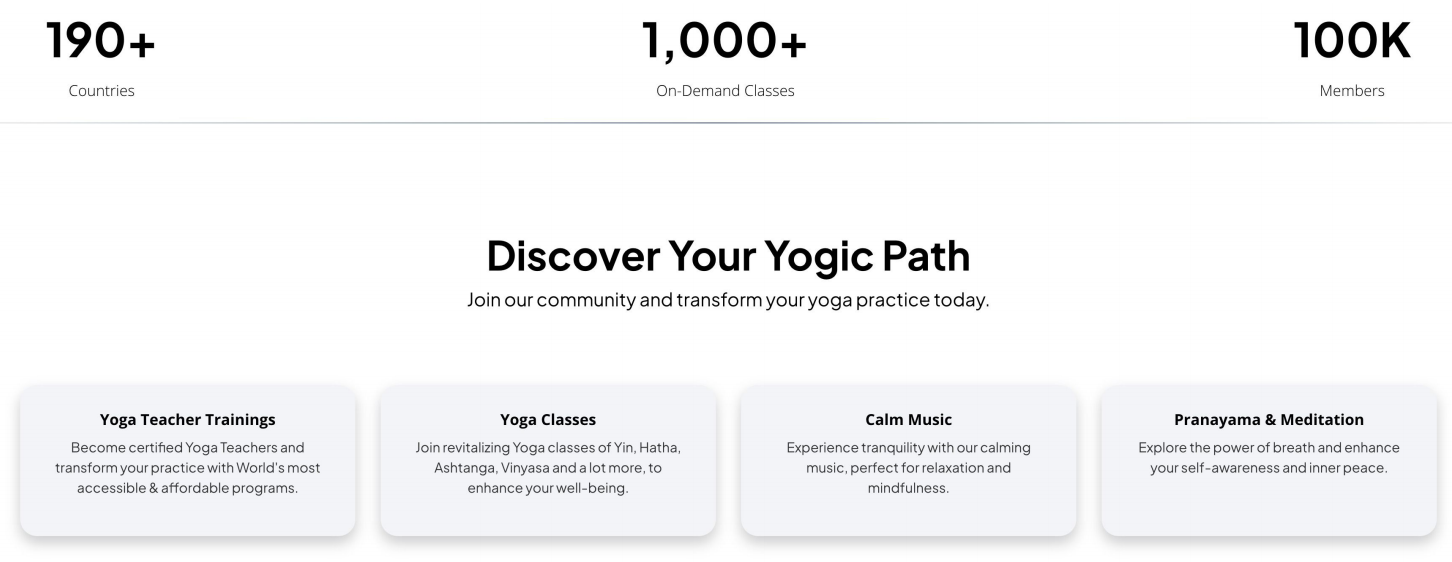 190+
Countries
1,000+
On-Demand Classes
100K
Members
Discover Your Yogic Path
Join our community and transform your yoga practice today.
Yoga Teacher Trainings
Become certified Yoga Teachers and
transform your practice with World's most
accessible & affordable programs.
Yoga Classes
Join revitalizing Yoga classes of Yin, Hatha,
Ashtanga, Vinyasa and a lot more, to
enhance your well-being.
Calm Music
Experience tranquility with our calming
music, perfect for relaxation and
mindfulness.
Pranayama & Meditation
Explore the power of breath and enhance
your self-awareness and inner peace.